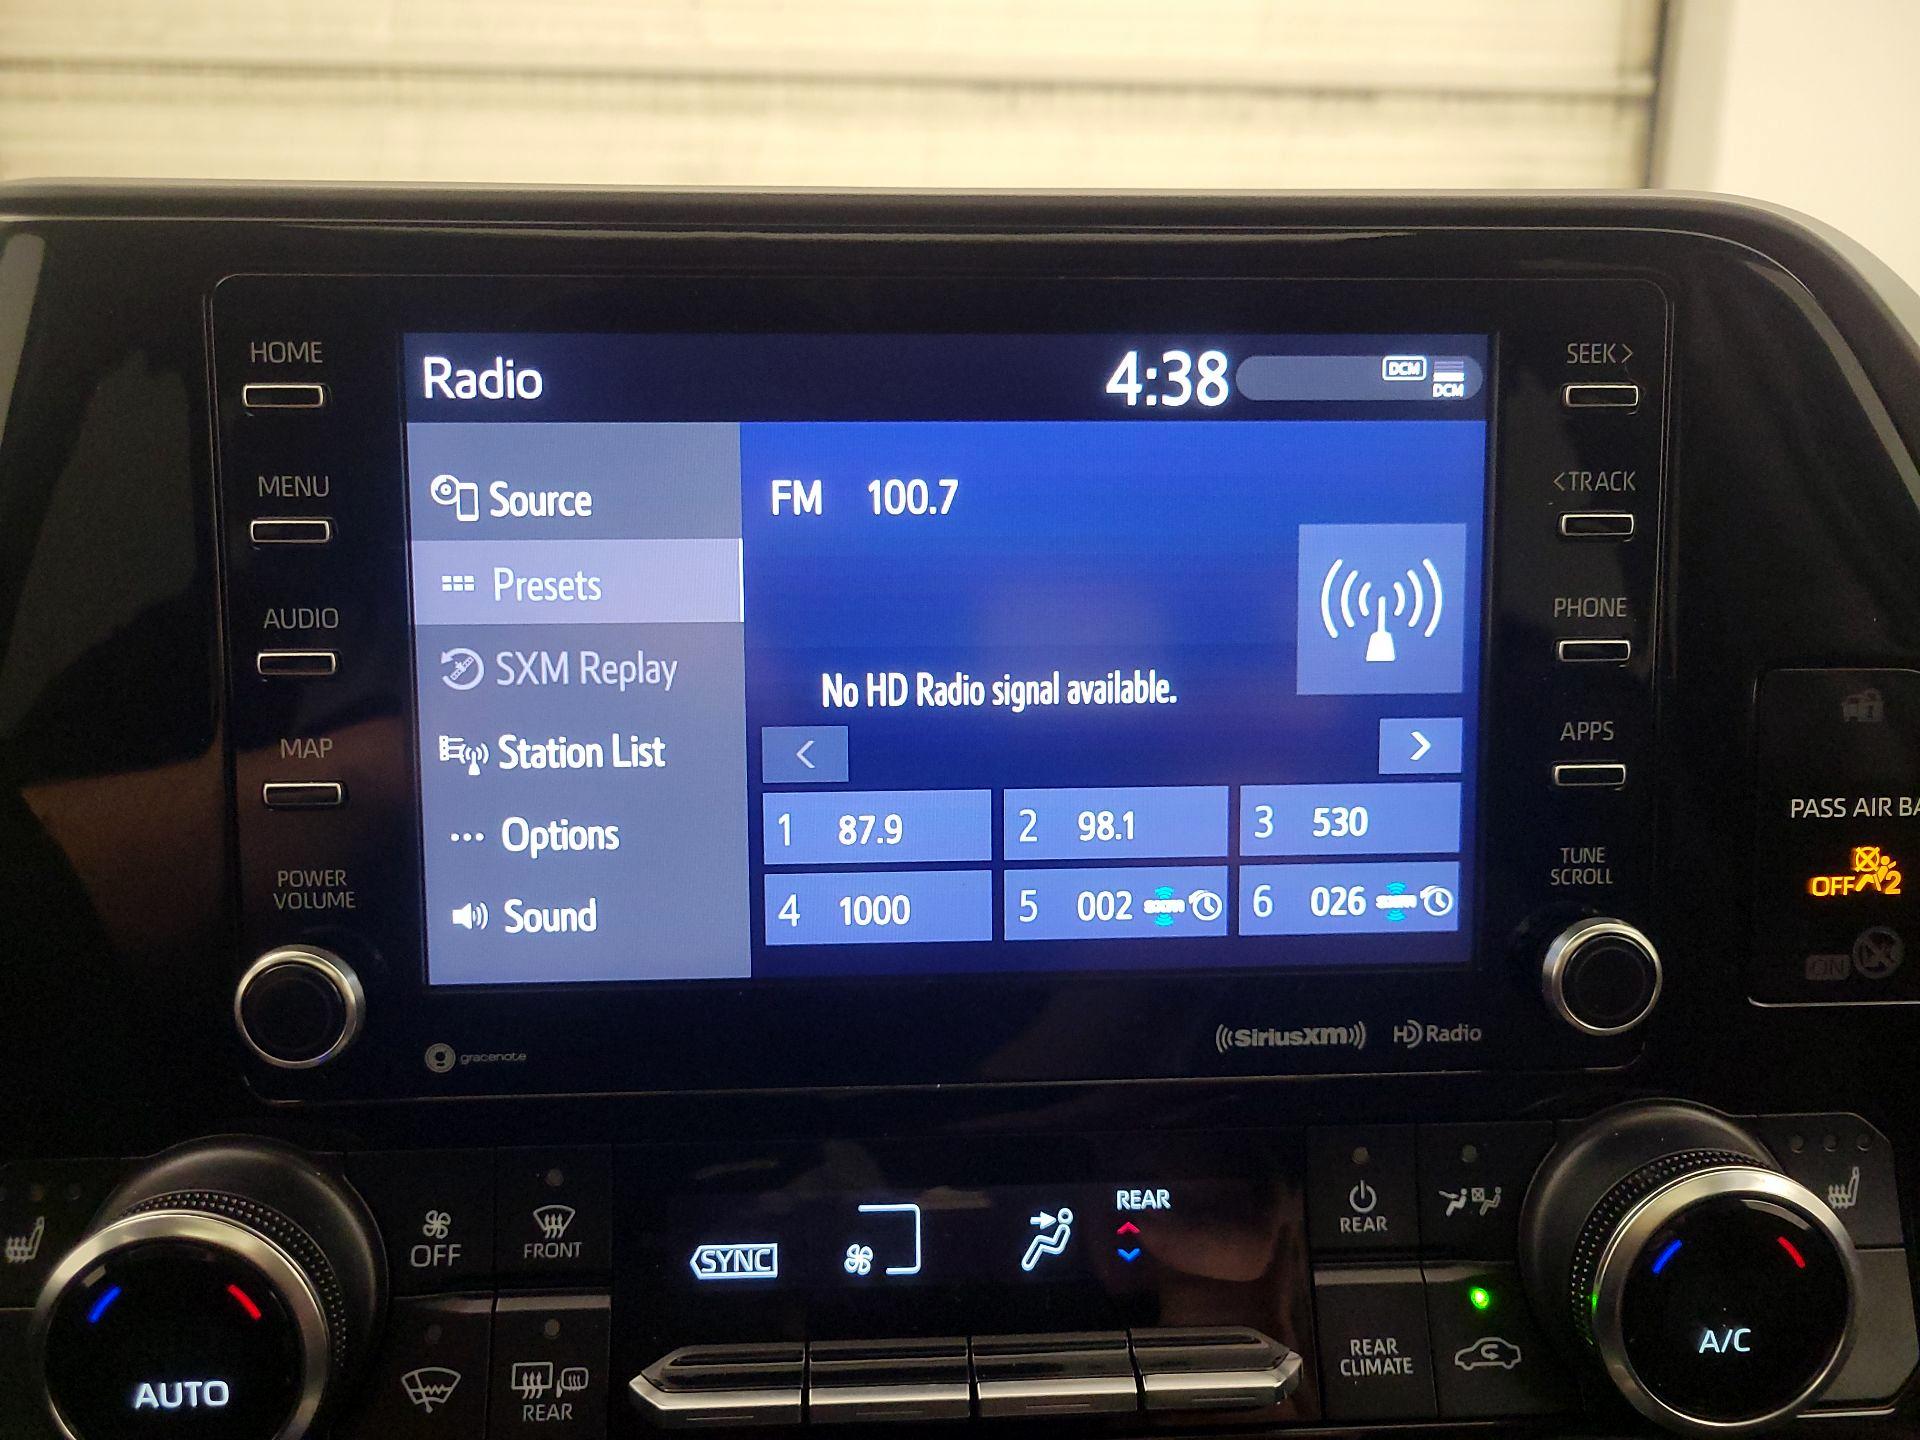 HOME
MENU
AUDIO
MAP
POWER
VOLUME
Radio
4:38
DCM
DCM
Source
Presets
SXM Replay
Station List
Options
Sound
FM 100.7
No HD Radio signal available.
<
>
1 87.9
2 98.1
3 530
4 1000
5 002 SXM
6 026 SXM
SEEK >
< TRACK
PHONE
APPS
TUNE
SCROLL
PASS AIR BA
OFF 2
ON
gracenote
((SiriusXM))
HD Radio
OFF
FRONT
REAR
AUTO
SYNC
REAR
REAR
REAR
CLIMATE
A/C